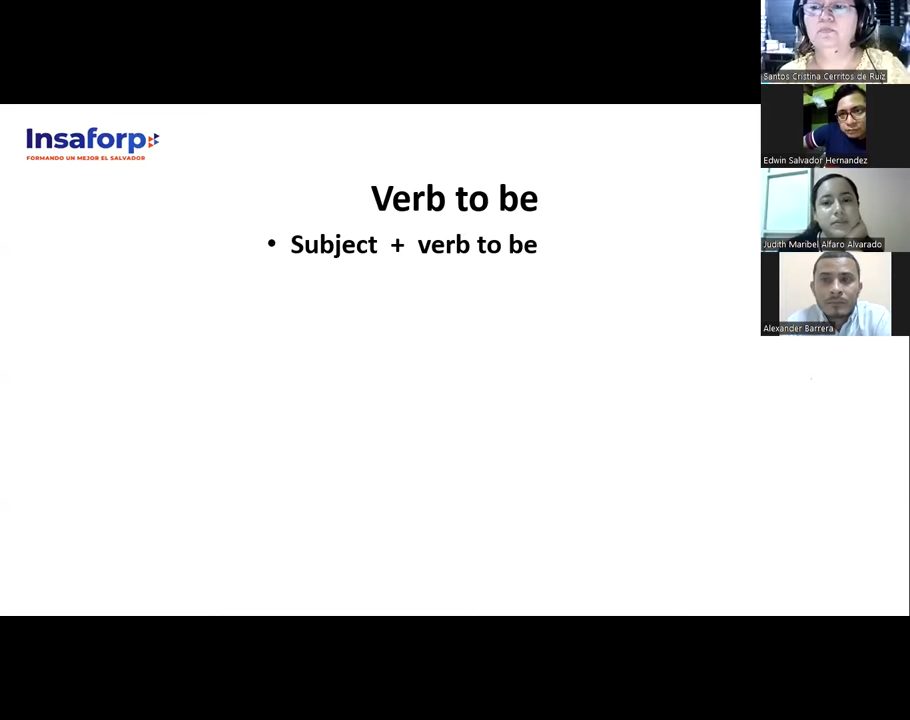 Insaforp
FORMANDO UN MEJOR EL SALVADOR
Verb to be
• Subject + verb to be
Santos Cristina Cerritos de Ruiz
Edwin Salvador Hernandez
Judith Maribel Alfaro Alvarado
Alexander Barrera